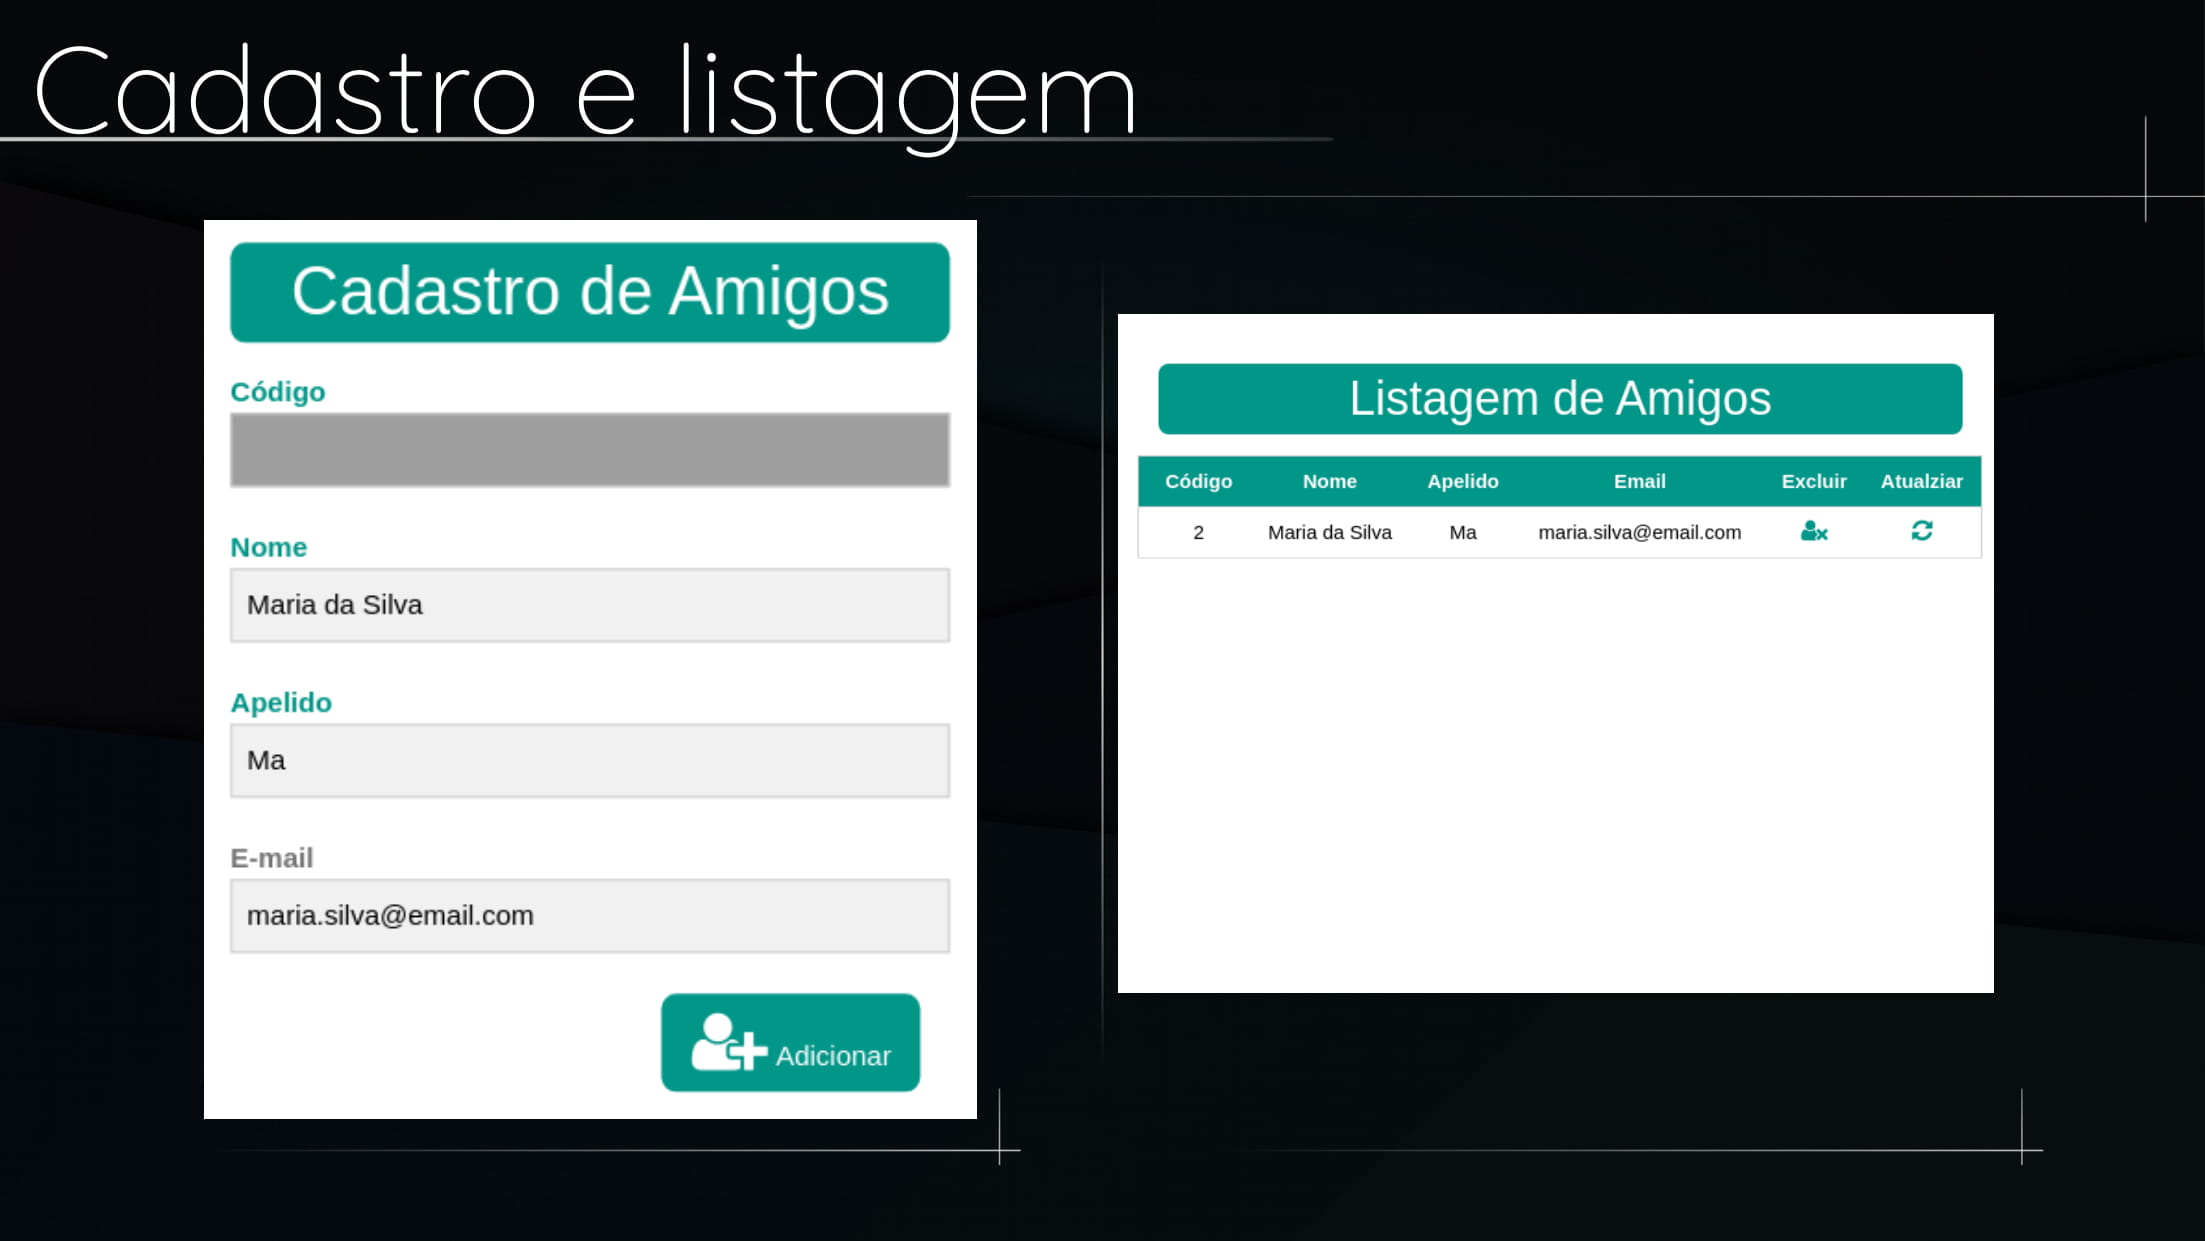 Cadastro e listagem
Cadastro de Amigos
Código
Nome
Maria da Silva
Apelido
Ma
E-mail
maria.silva@email.com
Adicionar
Listagem de Amigos
Código Nome Apelido Email Excluir Atualziar
2 Maria da Silva Ma maria.silva@email.com